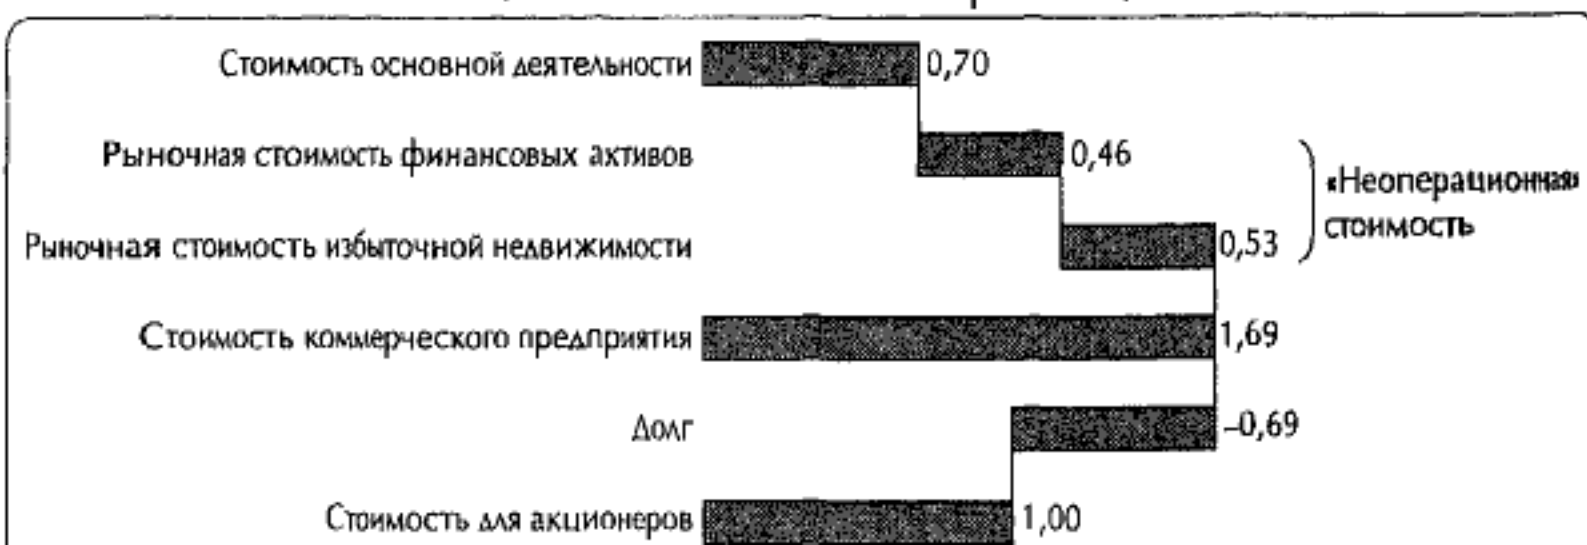 Стоимость основной деятельности 0,70
Рыночная стоимость финансовых активов 0,46
«Неоперационная»
стоимость
Рыночная стоимость избыточной недвижимости 0,53
Стоимость коммерческого предприятия 1,69
Долг –0,69
Стоимость для акционеров 1,00